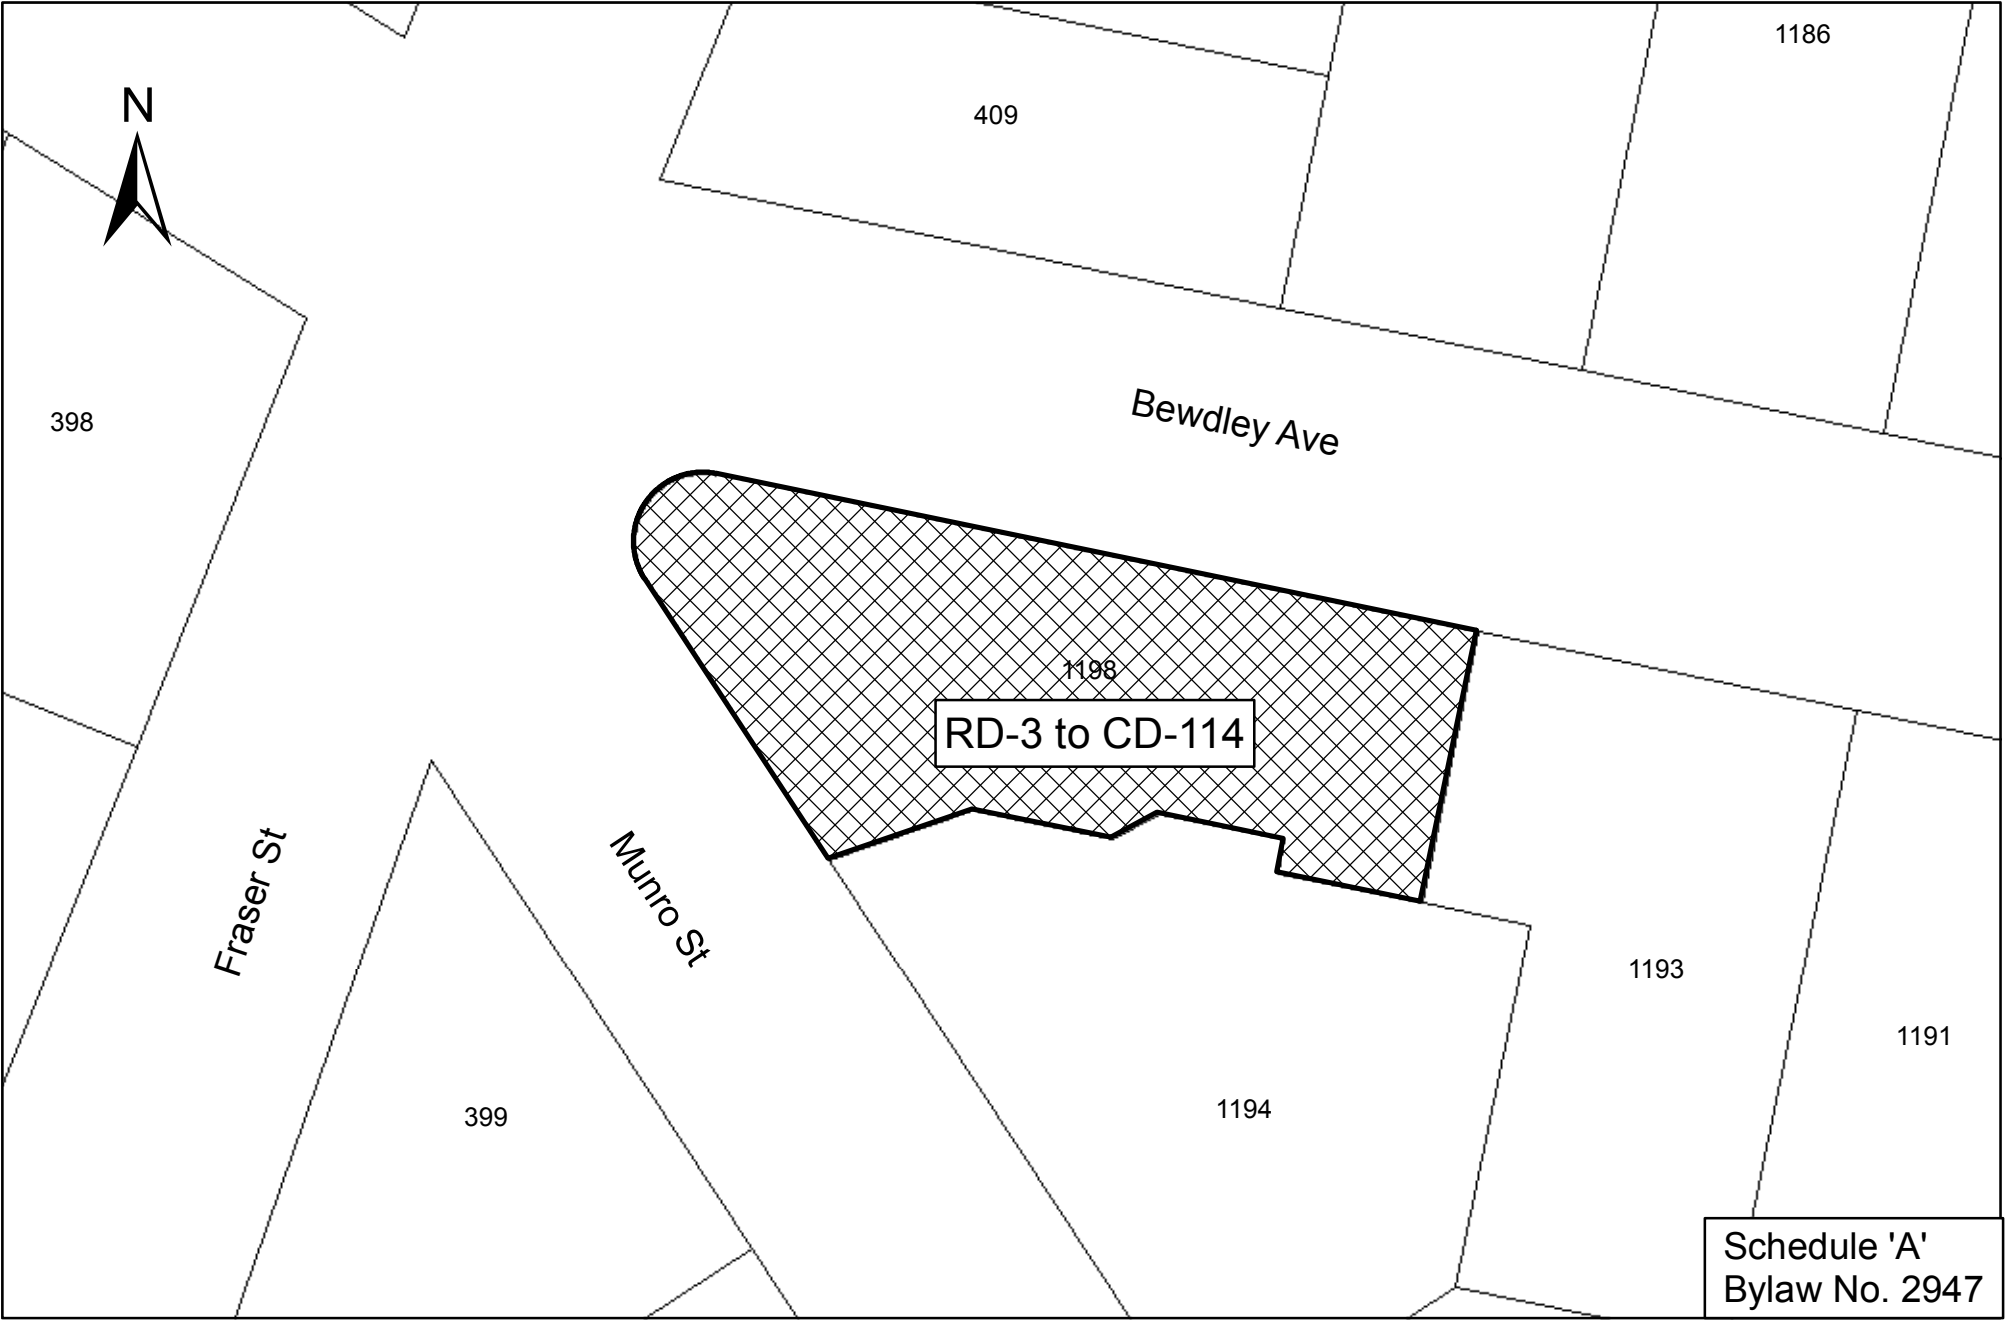 1186
N
409
398
Bewdley Ave
1198
RD-3 to CD-114
Fraser St
Munro St
1193
1191
399
1194
Schedule 'A'
Bylaw No. 2947